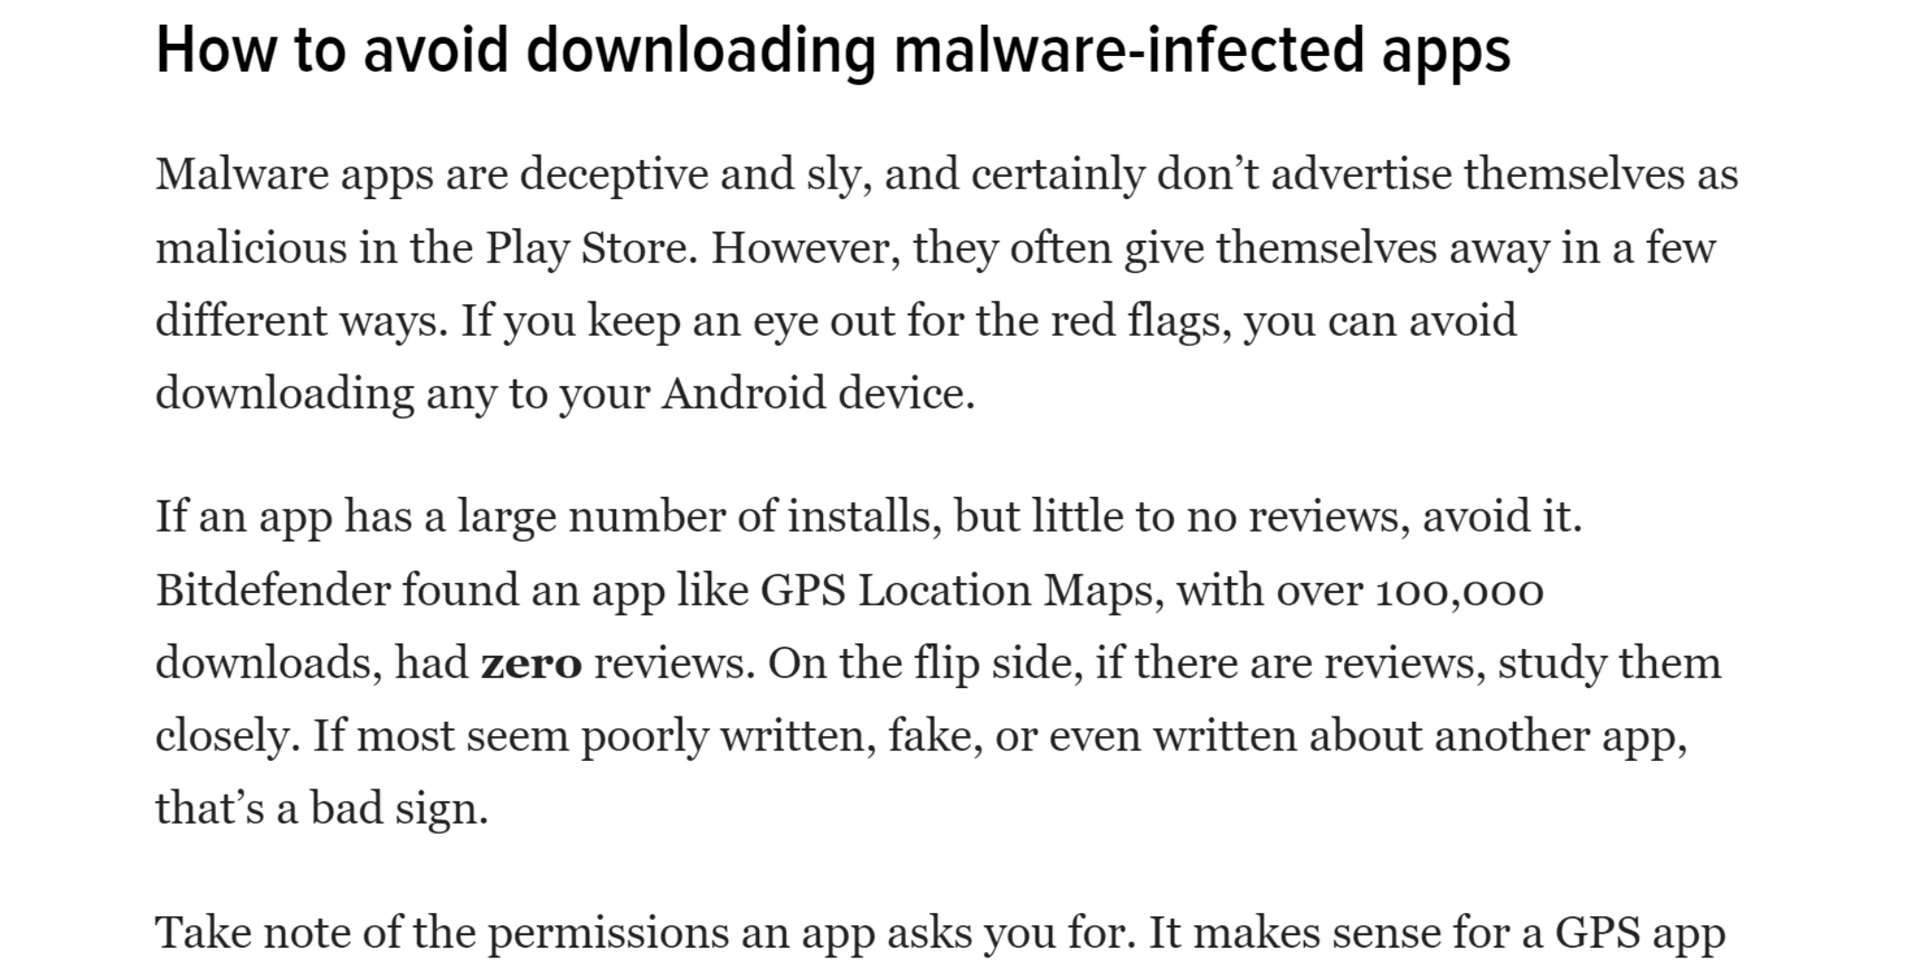 How to avoid downloading malware-infected apps
Malware apps are deceptive and sly, and certainly don’t advertise themselves as
malicious in the Play Store. However, they often give themselves away in a few
different ways. If you keep an eye out for the red flags, you can avoid
downloading any to your Android device.
If an app has a large number of installs, but little to no reviews, avoid it.
Bitdefender found an app like GPS Location Maps, with over 100,000
downloads, had zero reviews. On the flip side, if there are reviews, study them
closely. If most seem poorly written, fake, or even written about another app,
that’s a bad sign.
Take note of the permissions an app asks you for. It makes sense for a GPS app